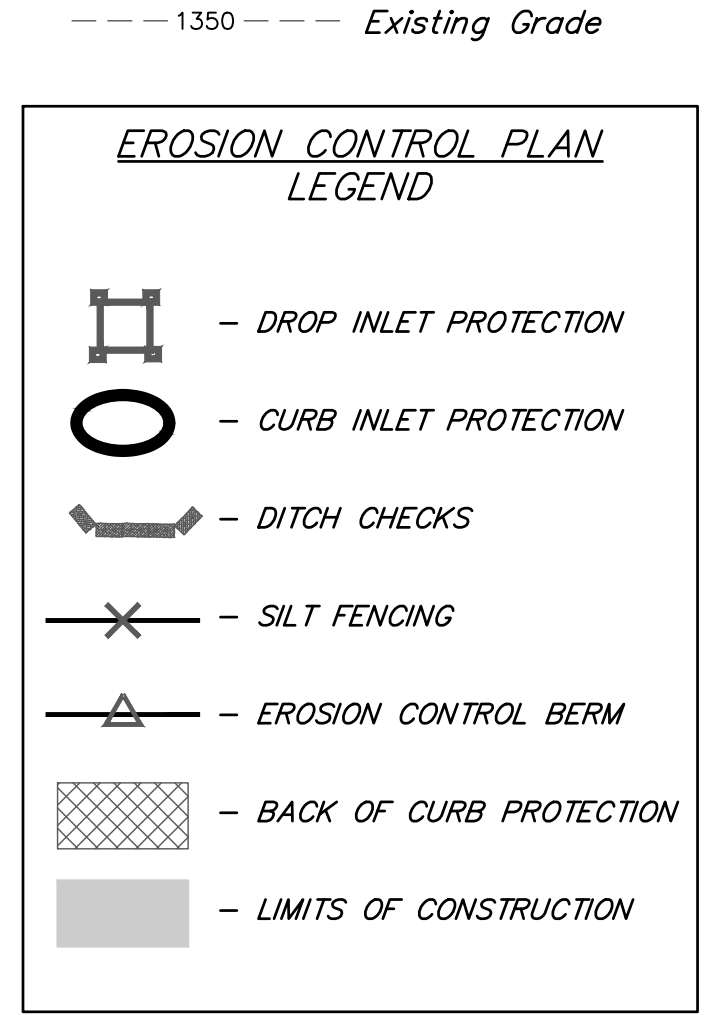 1350 Existing Grade
EROSION CONTROL PLAN
LEGEND
- DROP INLET PROTECTION
- CURB INLET PROTECTION
- DITCH CHECKS
- SILT FENCING
- EROSION CONTROL BERM
- BACK OF CURB PROTECTION
- LIMITS OF CONSTRUCTION